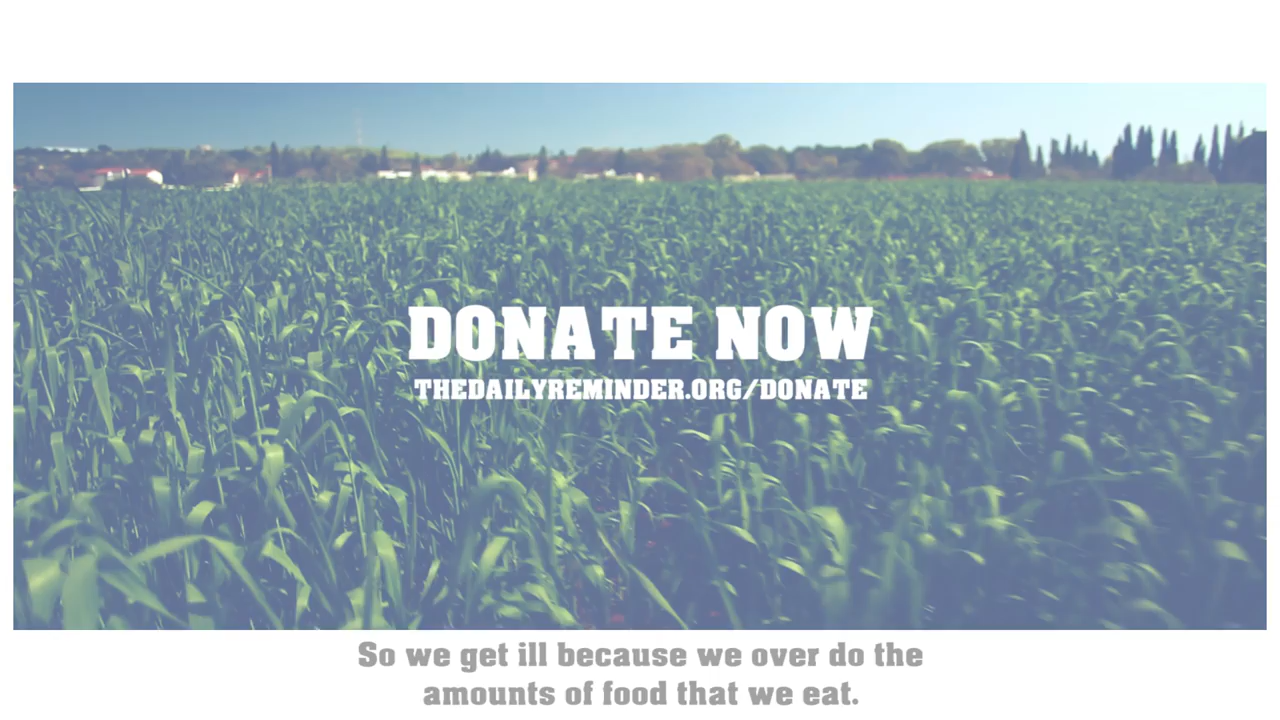 DONATE NOW
THEDAILYREMINDER.ORG/DONATE
So we get ill because we over do the
amounts of food that we eat.